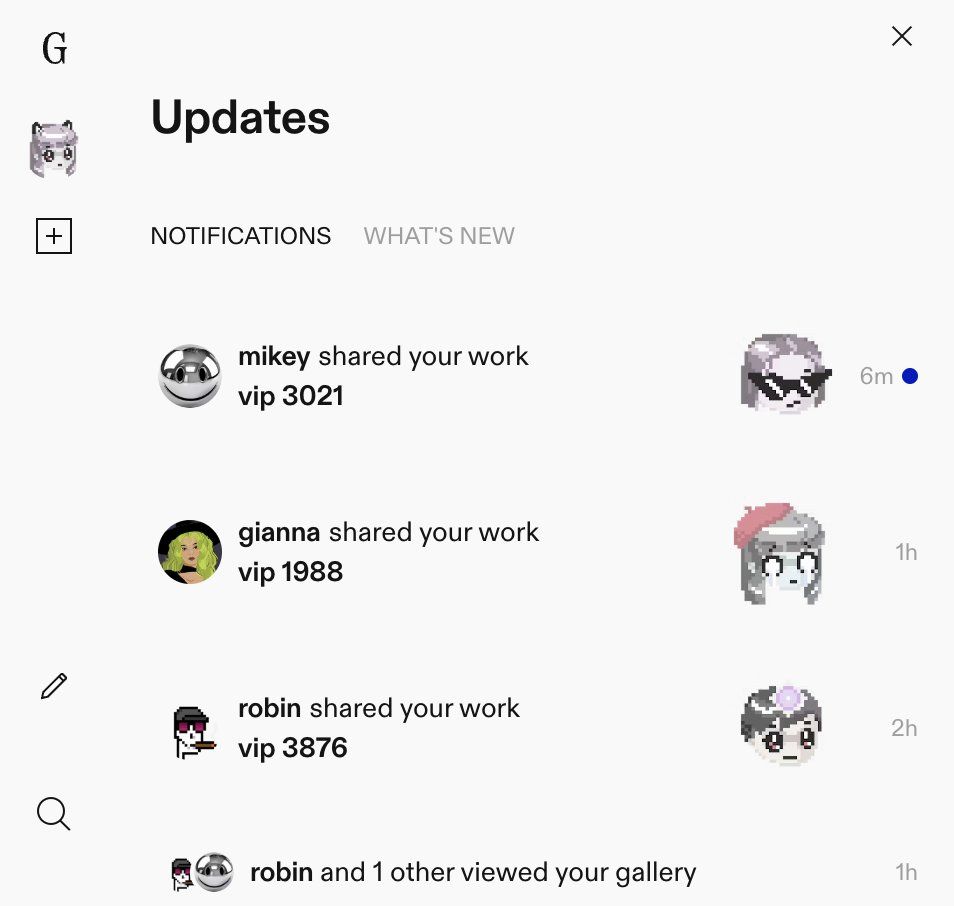 G
Updates
NOTIFICATIONS WHAT'S NEW
mikey shared your work
vip 3021
6m
gianna shared your work
vip 1988
1h
robin shared your work
vip 3876
2h
robin and 1 other viewed your gallery
1h